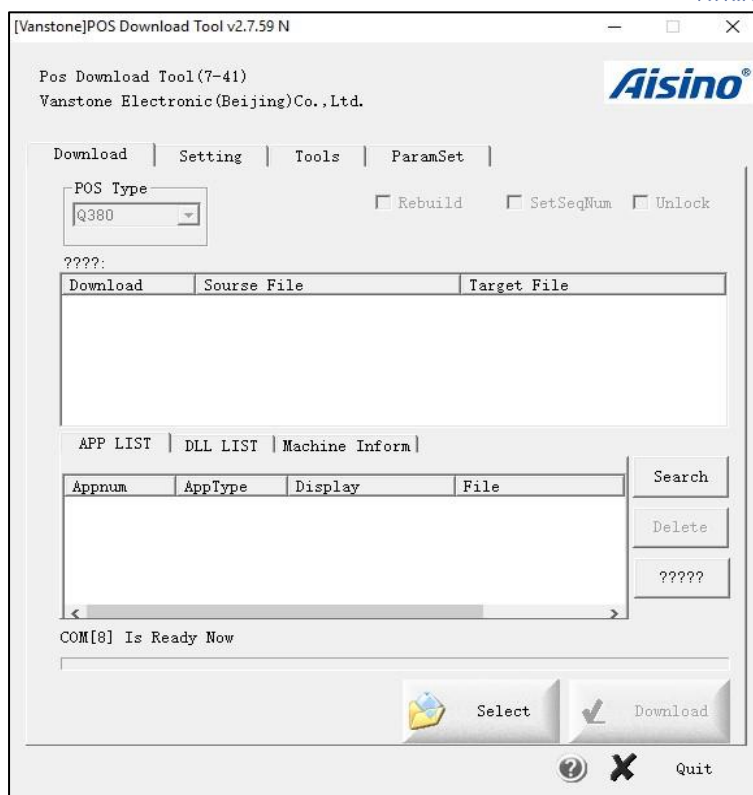 [Vanstone]POS Download Tool v2.7.59 N
Pos Download Tool(7-41)
Vanstone Electronic(Beijing)Co.,Ltd.
Aisino®
Download Setting Tools ParamSet
POS Type
Q380
Rebuild SetSeqNum Unlock
????:
Download Sourse File Target File
APP LIST DLL LIST Machine Inform
Appnum AppType Display File
Search
Delete
?????
COM[8] Is Ready Now
Select Download
Quit